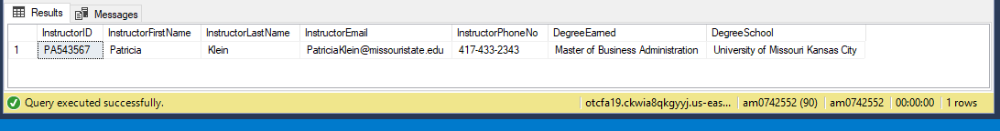 Results Messages
InstructorID InstructorFirstName InstructorLastName InstructorEmail InstructorPhoneNo DegreeEarned DegreeSchool
1 PA543567 Patricia Klein PatriciaKlein@missouristate.edu 417-433-2343 Master of Business Administration University of Missouri Kansas City
Query executed successfully. otcfa19.ckwia8qkgyyj.us-eas... am0742552 (90) am0742552 00:00:00 1 rows